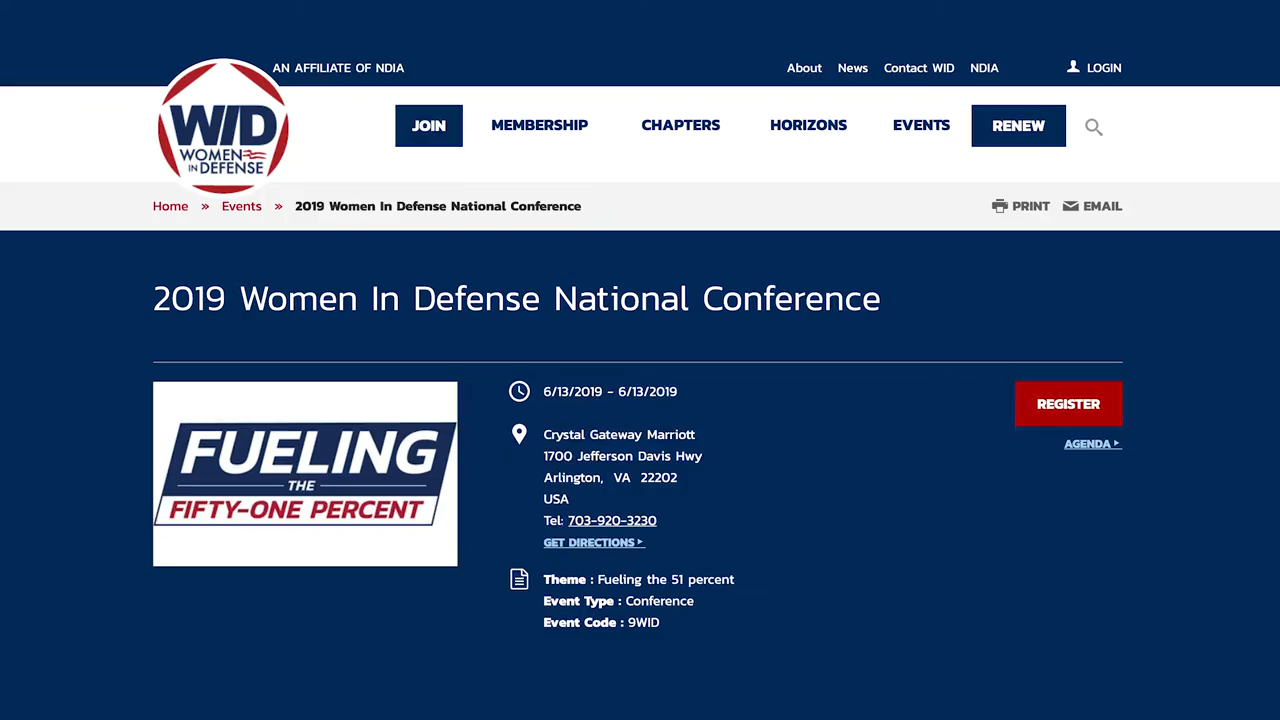 AN AFFILIATE OF NDIA
About News Contact WID NDIA LOGIN
WID
WOMEN
IN DEFENSE
JOIN MEMBERSHIP CHAPTERS HORIZONS EVENTS RENEW
Home » Events » 2019 Women In Defense National Conference
PRINT EMAIL
2019 Women In Defense National Conference
FUELING
THE
FIFTY-ONE PERCENT
6/13/2019 - 6/13/2019
Crystal Gateway Marriott
1700 Jefferson Davis Hwy
Arlington, VA 22202
USA
Tel: 703-920-3230
GET DIRECTIONS
Theme : Fueling the 51 percent
Event Type : Conference
Event Code : 9WID
REGISTER
AGENDA